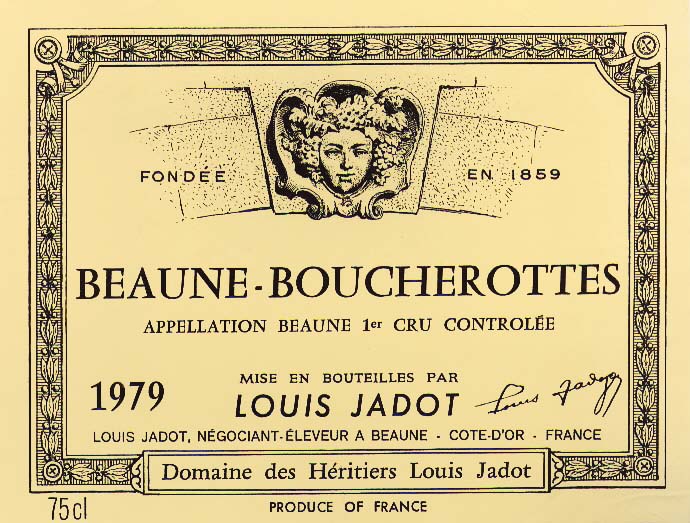 FONDÉE EN 1859
BEAUNE-BOUCHEROTTES
APPELLATION BEAUNE 1er CRU CONTROLÉE
1979
MISE EN BOUTEILLES PAR
LOUIS JADOT
Louis Jadot
LOUIS JADOT, NÉGOCIANT-ÉLEVEUR A BEAUNE - COTE-D'OR - FRANCE
Domaine des Héritiers Louis Jadot
75cl
PRODUCE OF FRANCE